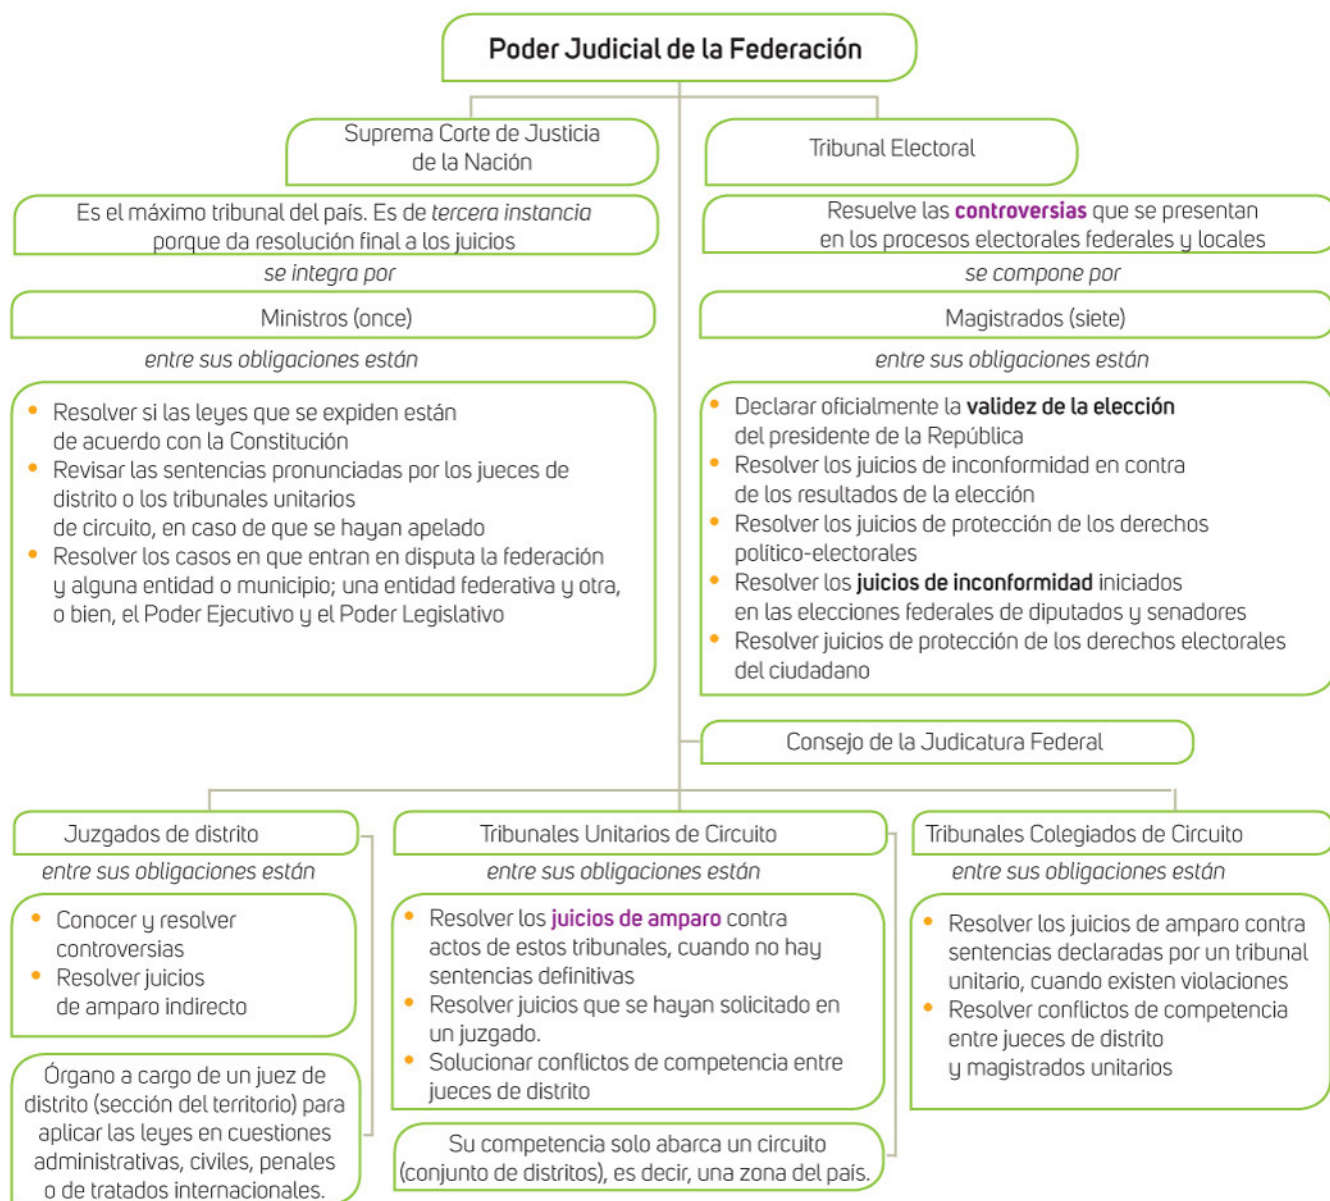 Poder Judicial de la Federación
Suprema Corte de Justicia
de la Nación
Es el máximo tribunal del país. Es de tercera instancia
porque da resolución final a los juicios
se integra por
Ministros (once)
entre sus obligaciones están
• Resolver si las leyes que se expiden están
de acuerdo con la Constitución
• Revisar las sentencias pronunciadas por los jueces de
distrito o los tribunales unitarios
de circuito, en caso de que se hayan apelado
• Resolver los casos en que entran en disputa la federación
y alguna entidad o municipio; una entidad federativa y otra,
o bien, el Poder Ejecutivo y el Poder Legislativo
Tribunal Electoral
Resuelve las controversias que se presentan
en los procesos electorales federales y locales
se compone por
Magistrados (siete)
entre sus obligaciones están
• Declarar oficialmente la validez de la elección
del presidente de la República
• Resolver los juicios de inconformidad en contra
de los resultados de la elección
• Resolver los juicios de protección de los derechos
político-electorales
• Resolver los juicios de inconformidad iniciados
en las elecciones federales de diputados y senadores
• Resolver juicios de protección de los derechos electorales
del ciudadano
Consejo de la Judicatura Federal
Juzgados de distrito
entre sus obligaciones están
• Conocer y resolver
controversias
• Resolver juicios
de amparo indirecto
Órgano a cargo de un juez de
distrito (sección del territorio) para
aplicar las leyes en cuestiones
administrativas, civiles, penales
o de tratados internacionales.
Tribunales Unitarios de Circuito
entre sus obligaciones están
• Resolver los juicios de amparo contra
actos de estos tribunales, cuando no hay
sentencias definitivas
• Resolver juicios que se hayan solicitado en
un juzgado.
• Solucionar conflictos de competencia entre
jueces de distrito
Su competencia solo abarca un circuito
(conjunto de distritos), es decir, una zona del país.
Tribunales Colegiados de Circuito
entre sus obligaciones están
• Resolver los juicios de amparo contra
sentencias declaradas por un tribunal
unitario, cuando existen violaciones
• Resolver conflictos de competencia
entre jueces de distrito
y magistrados unitarios